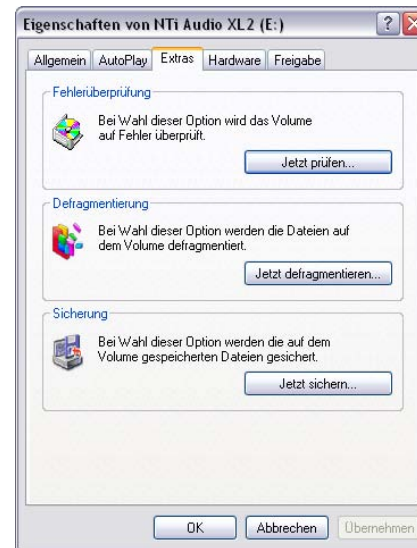 Eigenschaften von NTi Audio XL2 (E:)
Allgemein AutoPlay Extras Hardware Freigabe
Fehlerüberprüfung
Bei Wahl dieser Option wird das Volume
auf Fehler überprüft.
Jetzt prüfen...
Defragmentierung
Bei Wahl dieser Option werden die Dateien auf
dem Volume defragmentiert.
Jetzt defragmentieren...
Sicherung
Bei Wahl dieser Option werden die auf dem
Volume gespeicherten Dateien gesichert.
Jetzt sichern...
OK Abbrechen Übernehmen